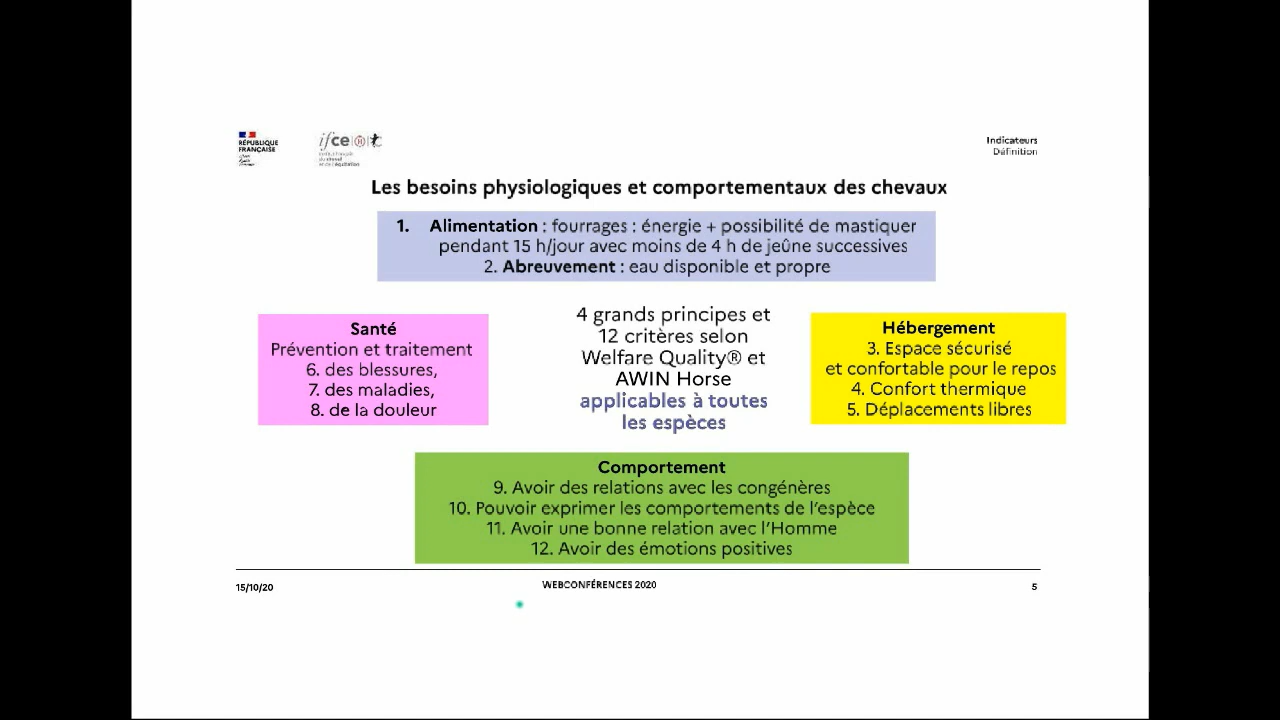 RÉPUBLIQUE
FRANÇAISE
ifce
Indicateurs
Définition
Les besoins physiologiques et comportementaux des chevaux
1. Alimentation : fourrages : énergie + possibilité de mastiquer
pendant 15 h/jour avec moins de 4 h de jeûne successives
2. Abreuvement : eau disponible et propre
Santé
Prévention et traitement
6. des blessures,
7. des maladies,
8. de la douleur
4 grands principes et
12 critères selon
Welfare Quality® et
AWIN Horse
applicables à toutes
les espèces
Hébergement
3. Espace sécurisé
et confortable pour le repos
4. Confort thermique
5. Déplacements libres
Comportement
9. Avoir des relations avec les congénères
10. Pouvoir exprimer les comportements de l'espèce
11. Avoir une bonne relation avec l'Homme
12. Avoir des émotions positives
15/10/20
WEBCONFÉRENCES 2020
5